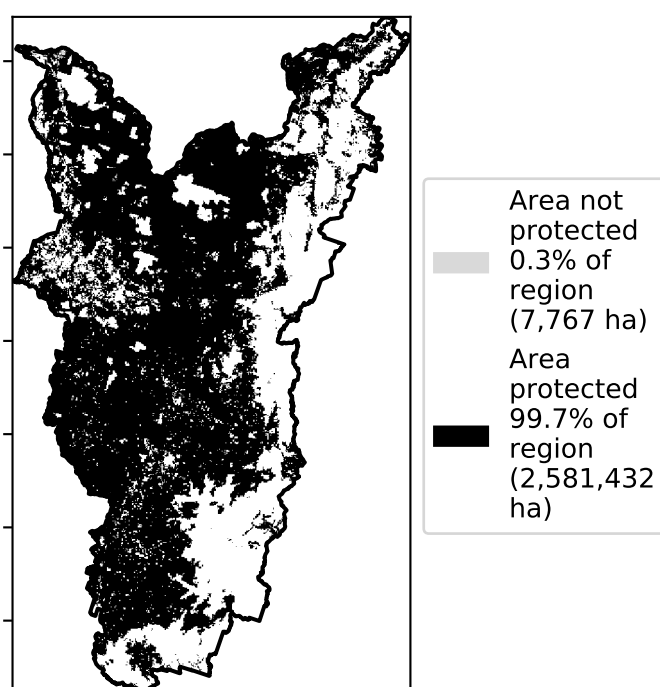 Area not
protected
0.3% of
region
(7,767 ha)
Area
protected
99.7% of
region
(2,581,432
ha)